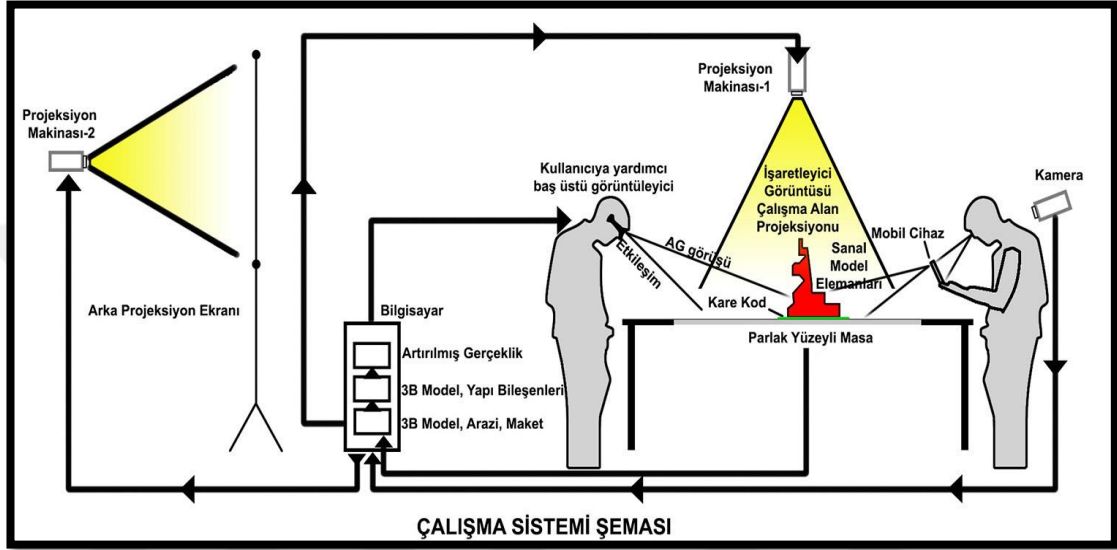 Projeksiyon
Makinası-2
Arka Projeksiyon Ekranı
Bilgisayar
Artırılmış Gerçeklik
3B Model, Yapı Bileşenleri
3B Model, Arazi, Maket
Kullanıcıya yardımcı
baş üstü görüntüleyici
Etkileşim
AG görüşü
Kare Kod
Projeksiyon
Makinası-1
İşaretleyici
Görüntüsü
Çalışma Alan
Projeksiyonu
Sanal
Model
Elemanları
Mobil Cihaz
Kamera
Parlak Yüzeyli Masa
ÇALIŞMA SİSTEMİ ŞEMASI